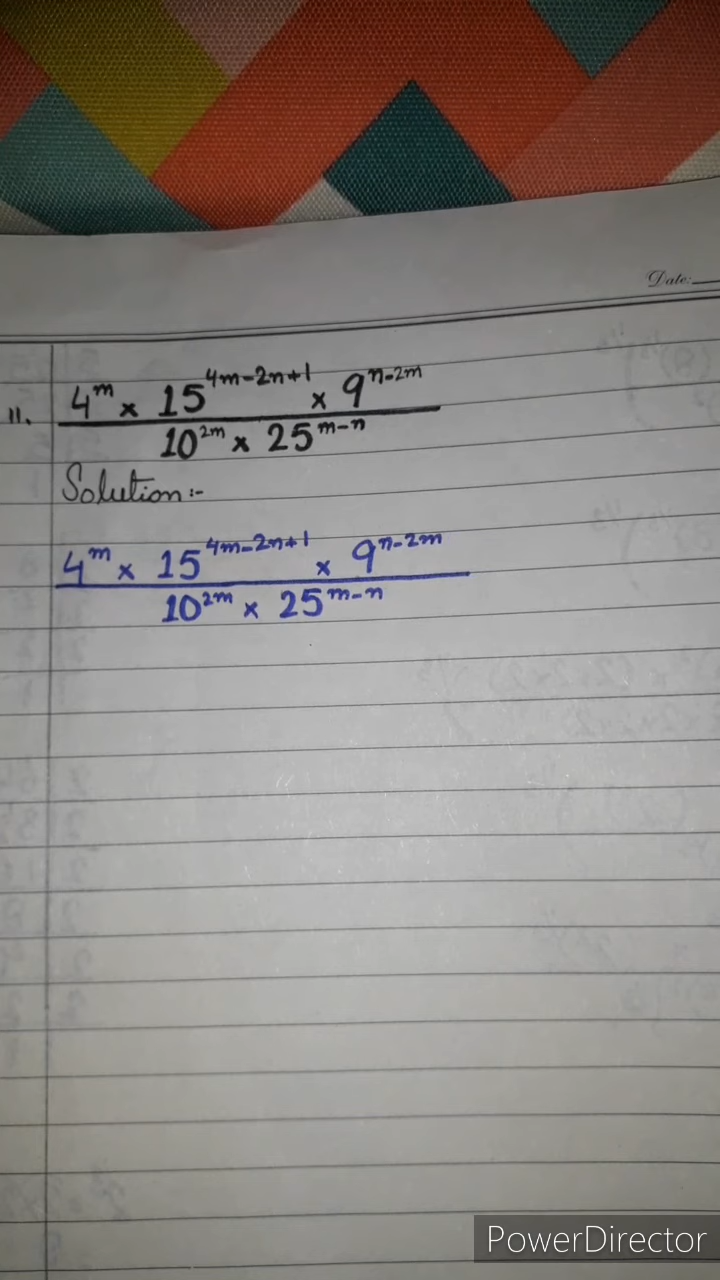 Date:
11. 4^m × 15^(4m-2n+1) × 9^(n-2m)
10^(2m) × 25^(m-n)
Solution:-
4^m × 15^(4m-2n+1) × 9^(n-2m)
10^(2m) × 25^(m-n)
PowerDirector